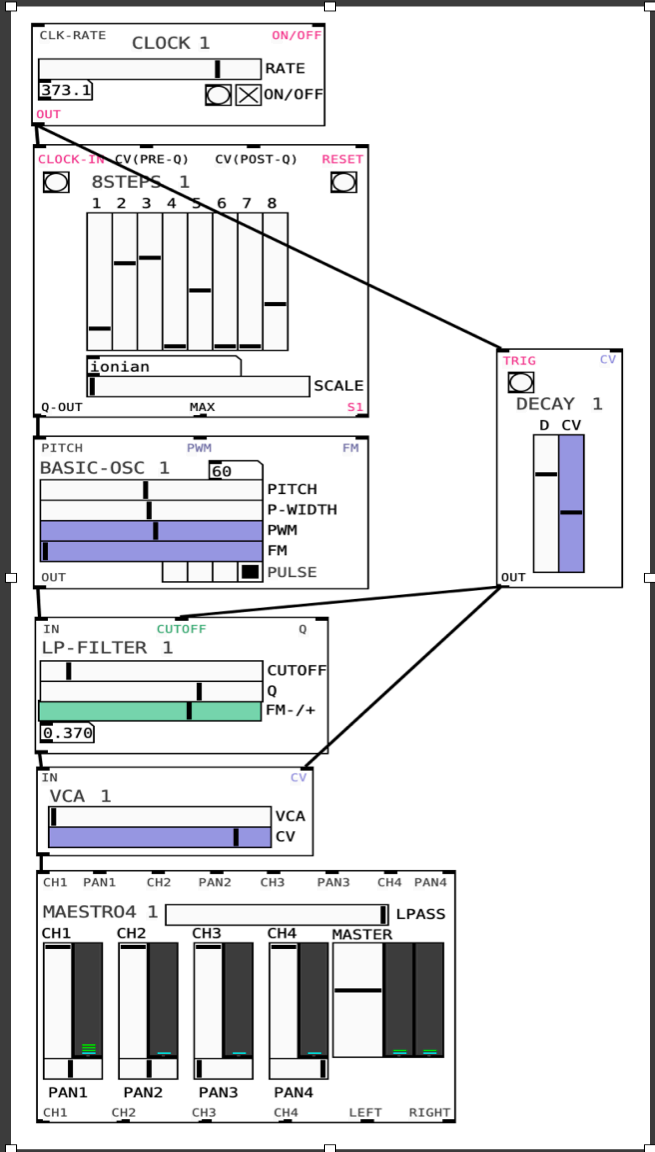 CLK-RATE ON/OFF
CLOCK 1
RATE
373.1 ON/OFF
OUT
CLOCK-IN CV(PRE-Q) CV(POST-Q) RESET
8STEPS 1
1 2 3 4 5 6 7 8
ionian
SCALE
Q-OUT MAX S1
TRIG CV
DECAY 1
D CV
OUT
PITCH PWM FM
BASIC-OSC 1 60
PITCH
P-WIDTH
PWM
FM
OUT PULSE
IN CUTOFF Q
LP-FILTER 1
CUTOFF
Q
FM-/+
0.370
IN CV
VCA 1
VCA
CV
CH1 PAN1 CH2 PAN2 CH3 PAN3 CH4 PAN4
MAESTRO4 1 LPASS
CH1 CH2 CH3 CH4 MASTER
PAN1 PAN2 PAN3 PAN4
CH1 CH2 CH3 CH4 LEFT RIGHT